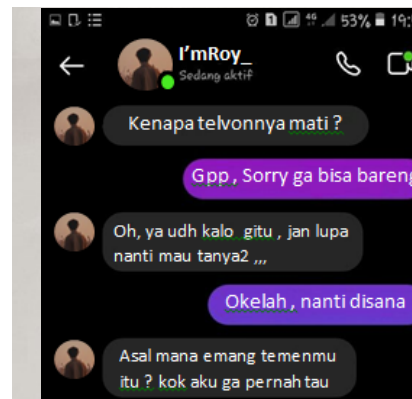 53% 19:
I'mRoy_
Sedang aktif
Kenapa telvonnya mati ?
Gpp , Sorry ga bisa bareng
Oh, ya udh kalo gitu , jan lupa
nanti mau tanya2 ,,,
Okelah , nanti disana
Asal mana emang temenmu
itu ? kok aku ga pernah tau